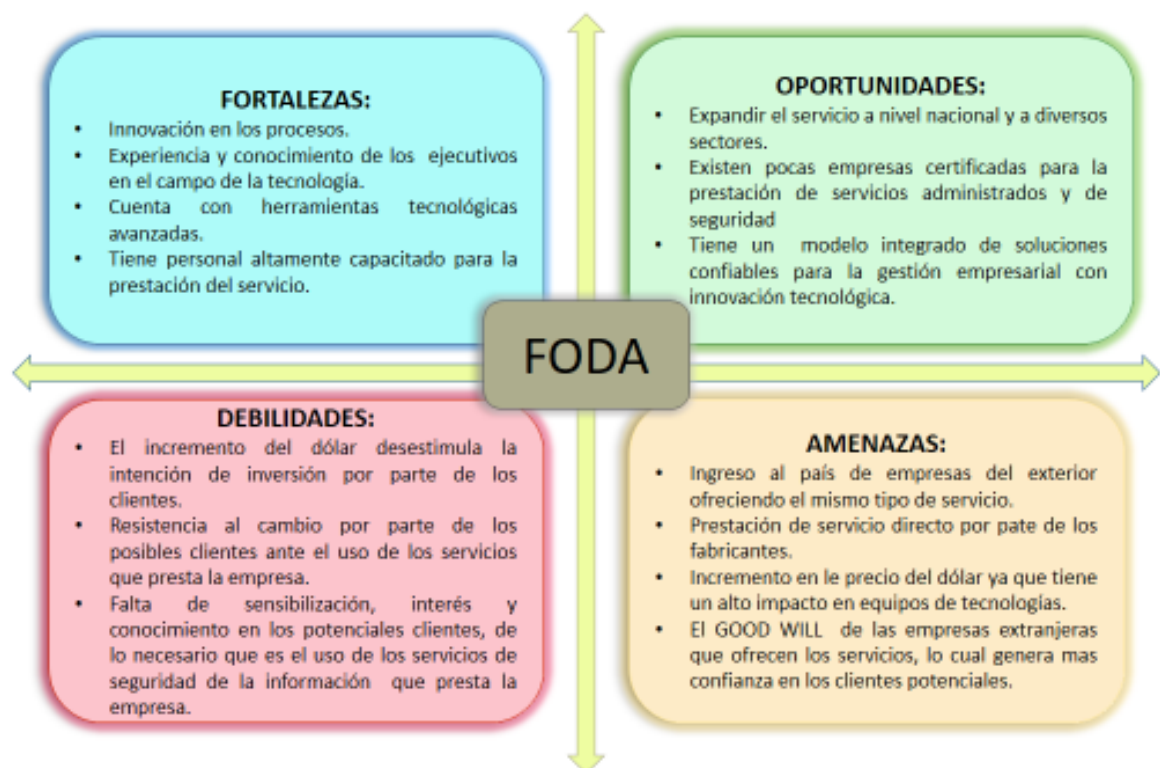 FORTALEZAS:
• Innovación en los procesos.
• Experiencia y conocimiento de los ejecutivos
en el campo de la tecnología.
• Cuenta con herramientas tecnológicas
avanzadas.
• Tiene personal altamente capacitado para la
prestación del servicio.
OPORTUNIDADES:
• Expandir el servicio a nivel nacional y a diversos
sectores.
• Existen pocas empresas certificadas para la
prestación de servicios administrados y de
seguridad
• Tiene un modelo integrado de soluciones
confiables para la gestión empresarial con
innovación tecnológica.
FODA
DEBILIDADES:
• El incremento del dólar desestimula la
intención de inversión por parte de los
clientes.
• Resistencia al cambio por parte de los
posibles clientes ante el uso de los servicios
que presta la empresa.
• Falta de sensibilización, interés y
conocimiento en los potenciales clientes, de
lo necesario que es el uso de los servicios de
seguridad de la información que presta la
empresa.
AMENAZAS:
• Ingreso al país de empresas del exterior
ofreciendo el mismo tipo de servicio.
• Prestación de servicio directo por pate de los
fabricantes.
• Incremento en le precio del dólar ya que tiene
un alto impacto en equipos de tecnologías.
• El GOOD WILL de las empresas extranjeras
que ofrecen los servicios, lo cual genera mas
confianza en los clientes potenciales.